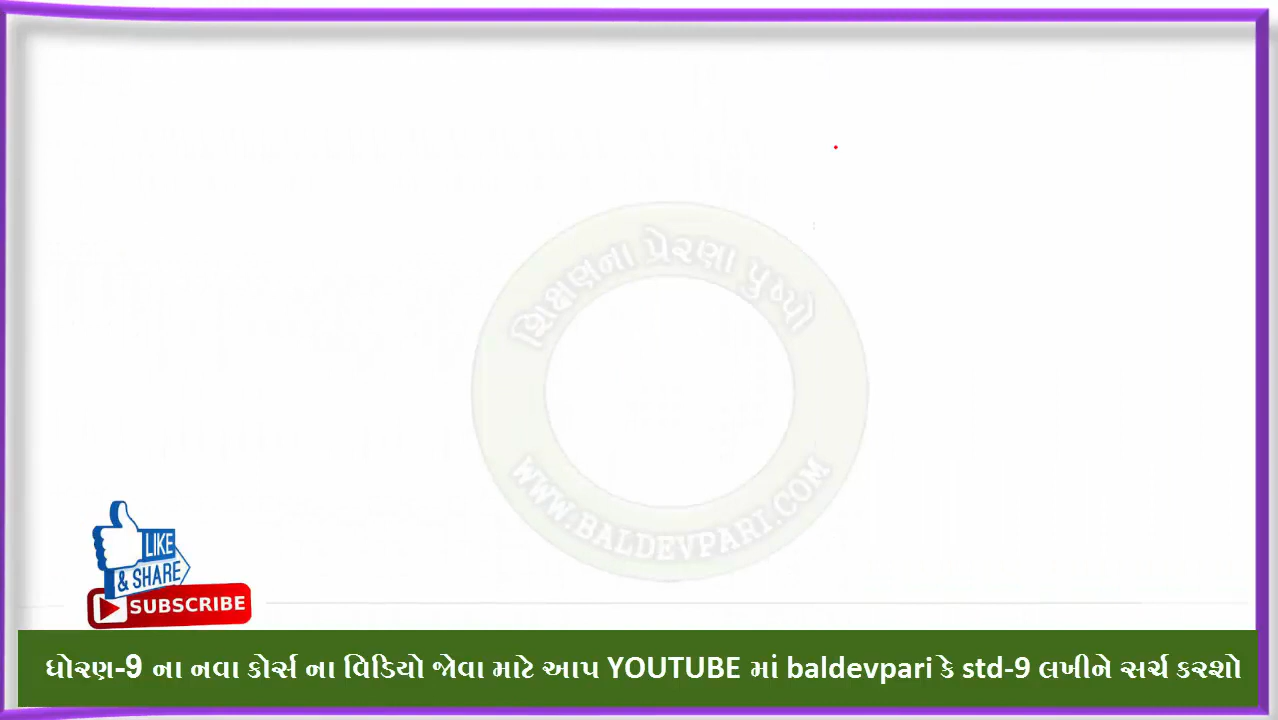 શિક્ષણના પ્રેરણા પુષ્પો
WWW.BALDEVPARI.COM
LIKE
& SHARE
SUBSCRIBE
ધોરણ-9 ના નવા કોર્સ ના વિડિયો જોવા માટે આપ YOUTUBE માં baldevpari કે std-9 લખીને સર્ચ કરશો